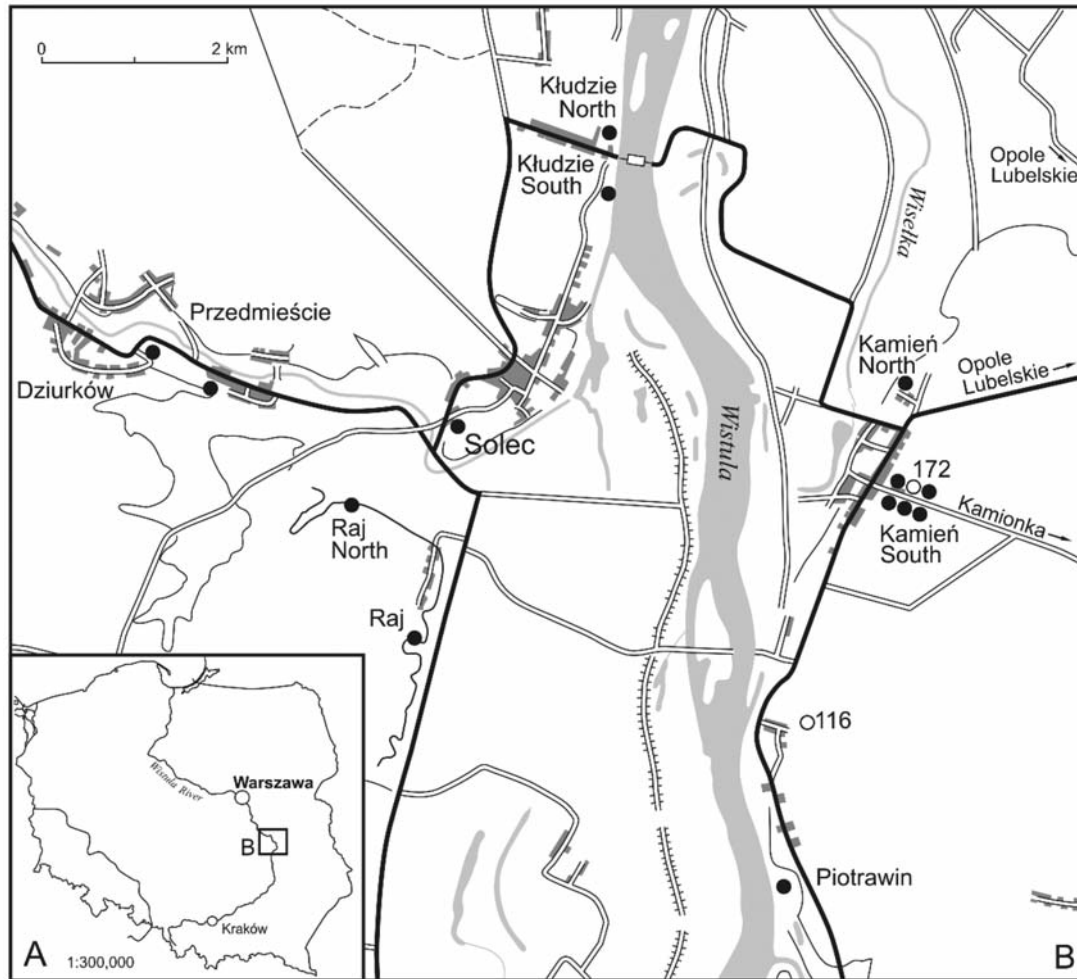 0 2 km
Kłudzie
North
Kłudzie
South
Opole
Lubelskie
Wisełka
Przedmieście
Dziurków
Kamień
North
Opole
Lubelskie
Wistula
Solec
172
Kamionka
Kamień
South
Raj
North
Raj
116
Piotrawin
Wistula River
Warszawa
B
Kraków
A
1:300,000
B